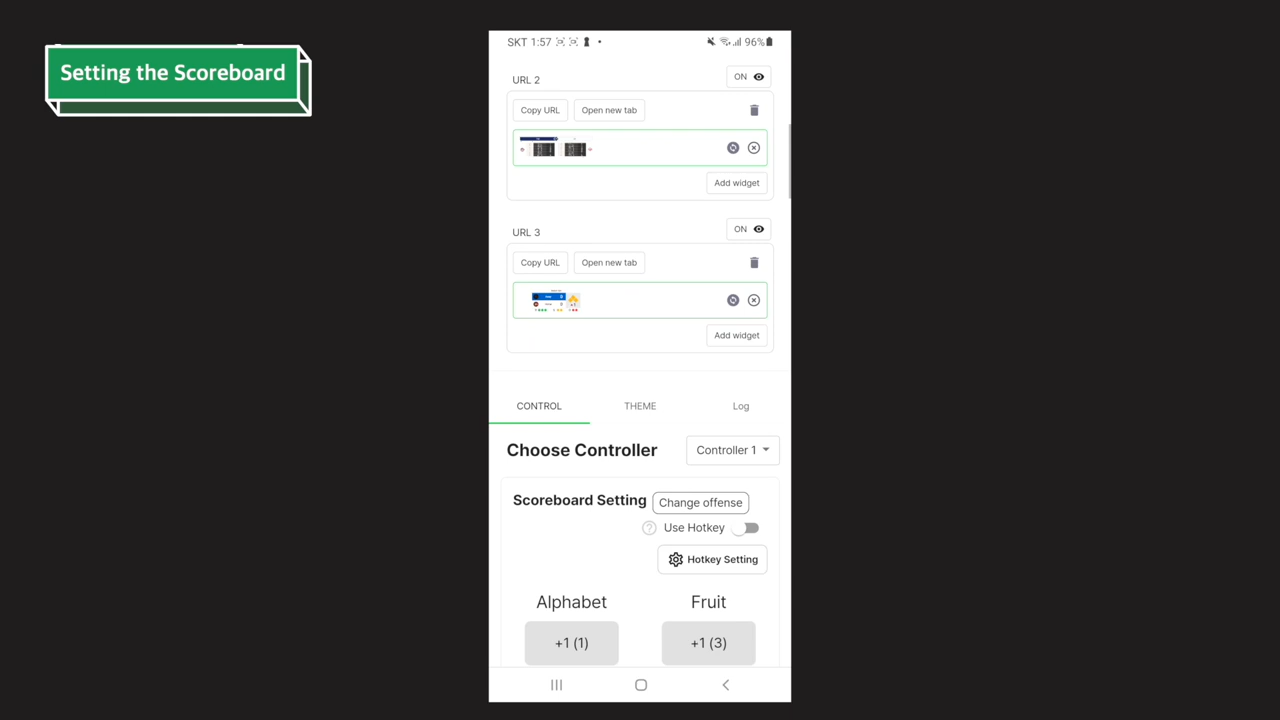 Setting the Scoreboard
SKT 1:57
96%
URL 2
ON
Copy URL
Open new tab
Add widget
URL 3
ON
Copy URL
Open new tab
Add widget
CONTROL
THEME
Log
Choose Controller
Controller 1
Scoreboard Setting
Change offense
Use Hotkey
Hotkey Setting
Alphabet
Fruit
+1 (1)
+1 (3)